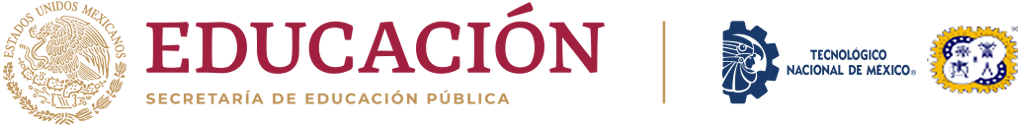 ESTADOS UNIDOS MEXICANOS
EDUCACIÓN
SECRETARÍA DE EDUCACIÓN PÚBLICA
TECNOLÓGICO
NACIONAL DE MÉXICO®